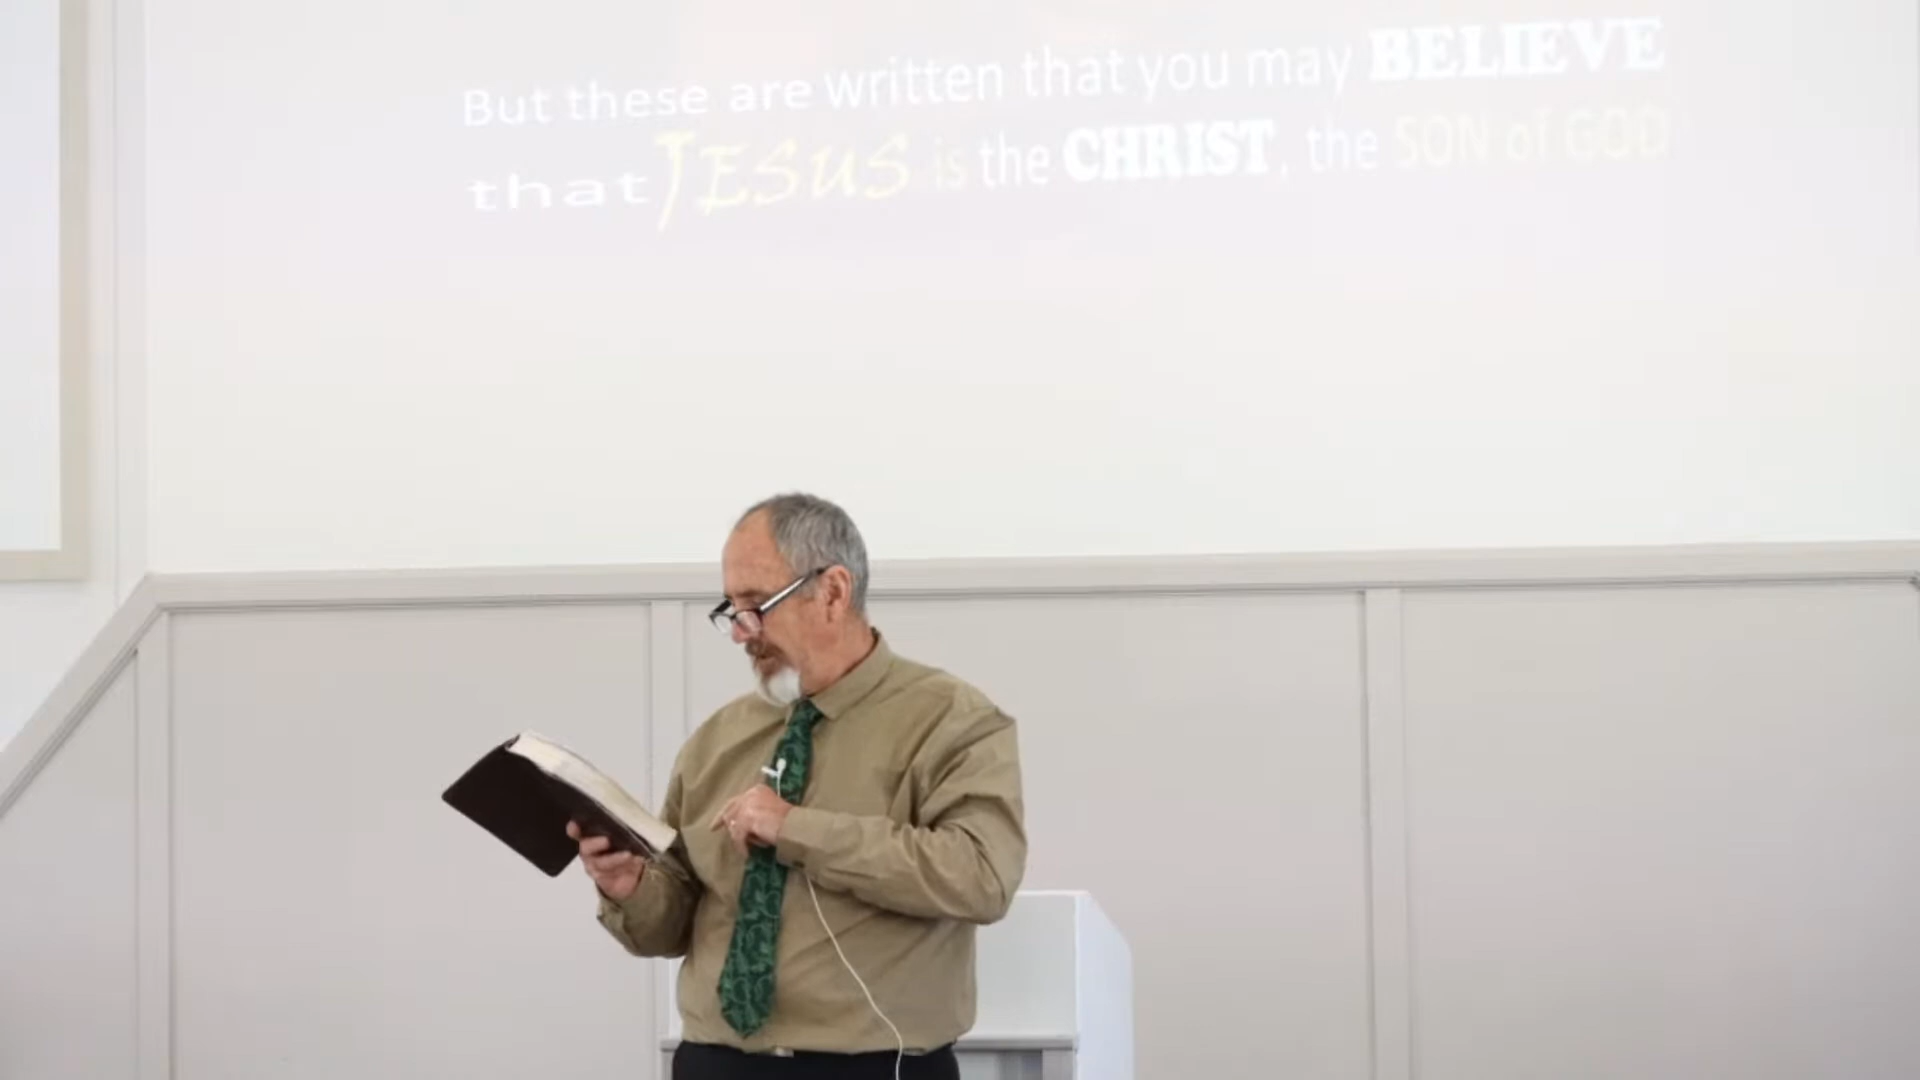 But these are written that you may BELIEVE
that JESUS is the CHRIST, the SON of GOD